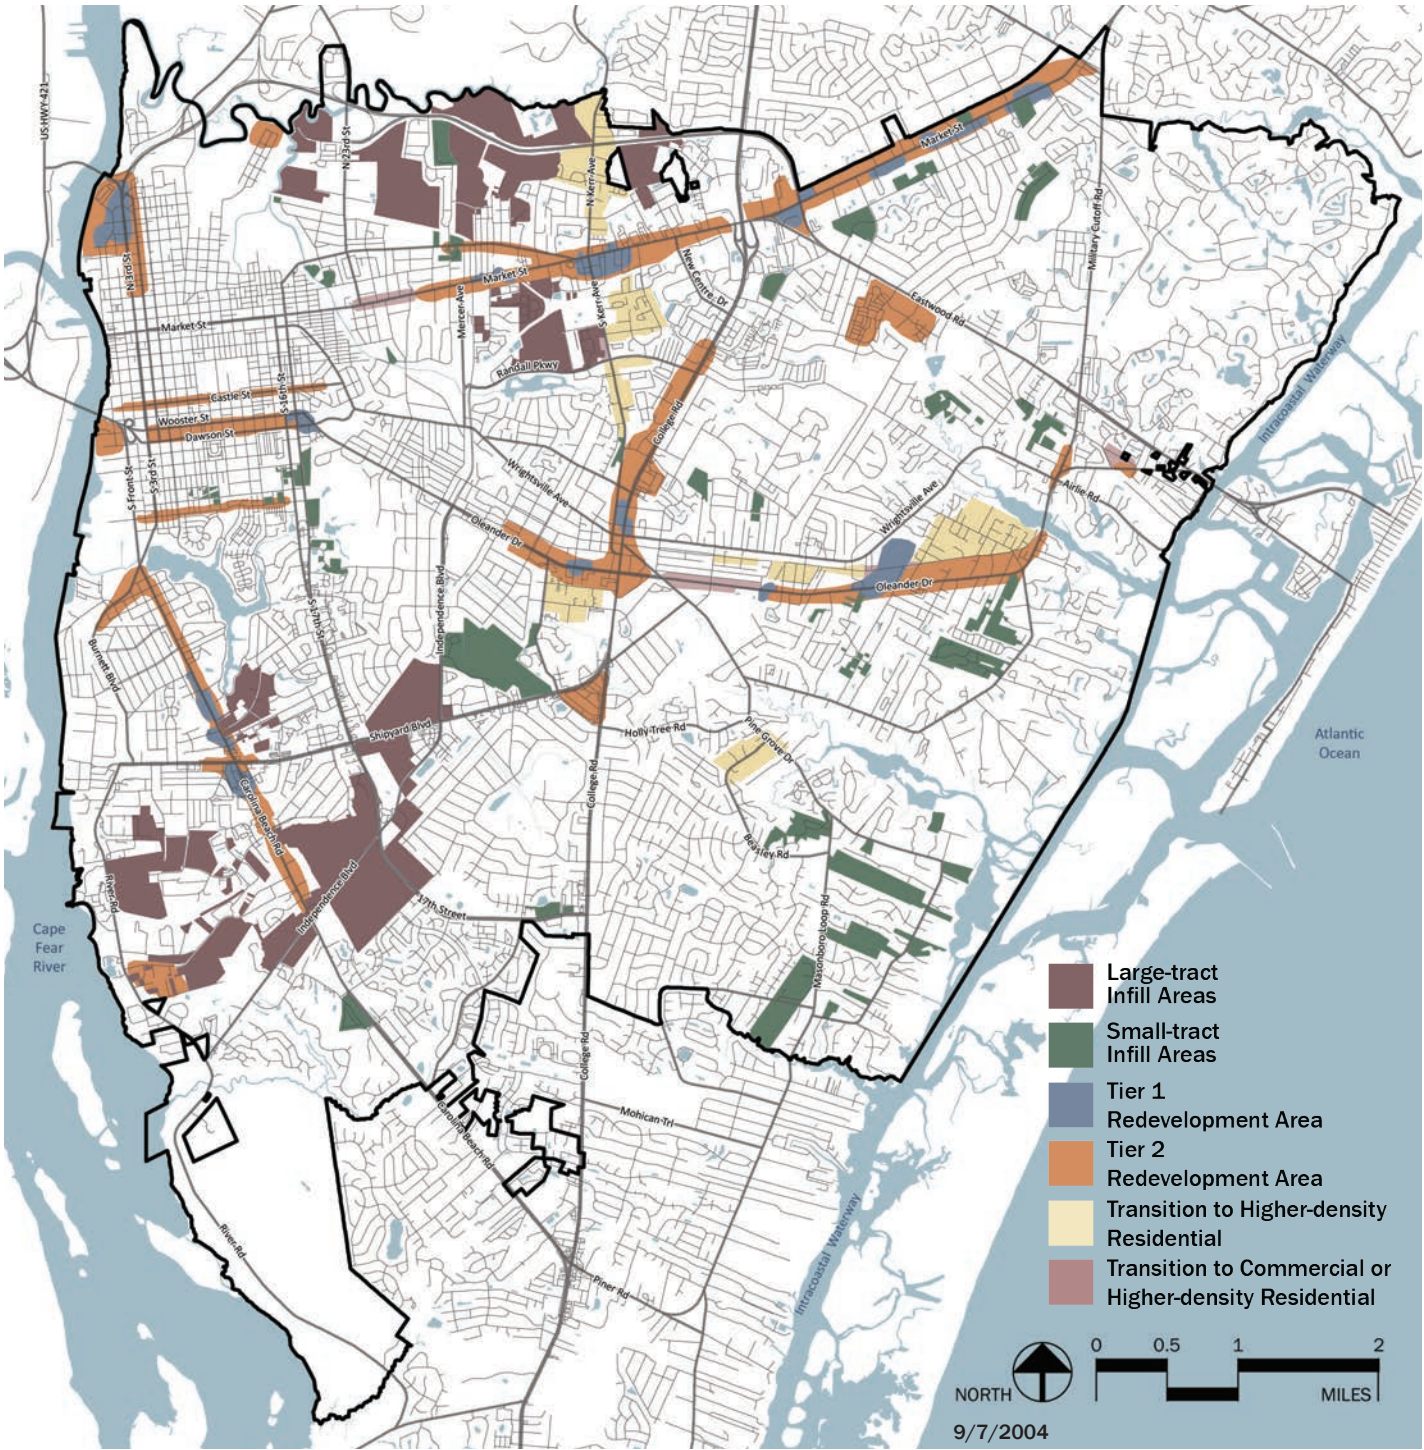 US HWY 421
N 23rd St
N Kerr Ave
Market St
Military Cutoff Rd
N 3rd St
New Centre Dr
Market St
Mercer Ave
S Kerr Ave
Eastwood Rd
Market St
Randall Pkwy
Intracoastal Waterway
Castle St
S 16th St
Wooster St
Dawson St
College Rd
S Front St
S 3rd St
Wrightsville Ave
Wrightsville Ave
Airlie Rd
Oleander Dr
Independence Blvd
Oleander Dr
S 17th St
Burnett Blvd
Shipyard Blvd
Holly Tree Rd
Pine Grove Dr
Atlantic
Ocean
College Rd
Carolina Beach Rd
Beasley Rd
River Rd
Independence Blvd
17th Street
Masonboro Loop Rd
Cape
Fear
River
College Rd
Mohican Trl
Carolina Beach Rd
River Rd
Piner Rd
Intracoastal Waterway
Large-tract
Infill Areas
Small-tract
Infill Areas
Tier 1
Redevelopment Area
Tier 2
Redevelopment Area
Transition to Higher-density
Residential
Transition to Commercial or
Higher-density Residential
0 0.5 1 2
NORTH
MILES
9/7/2004